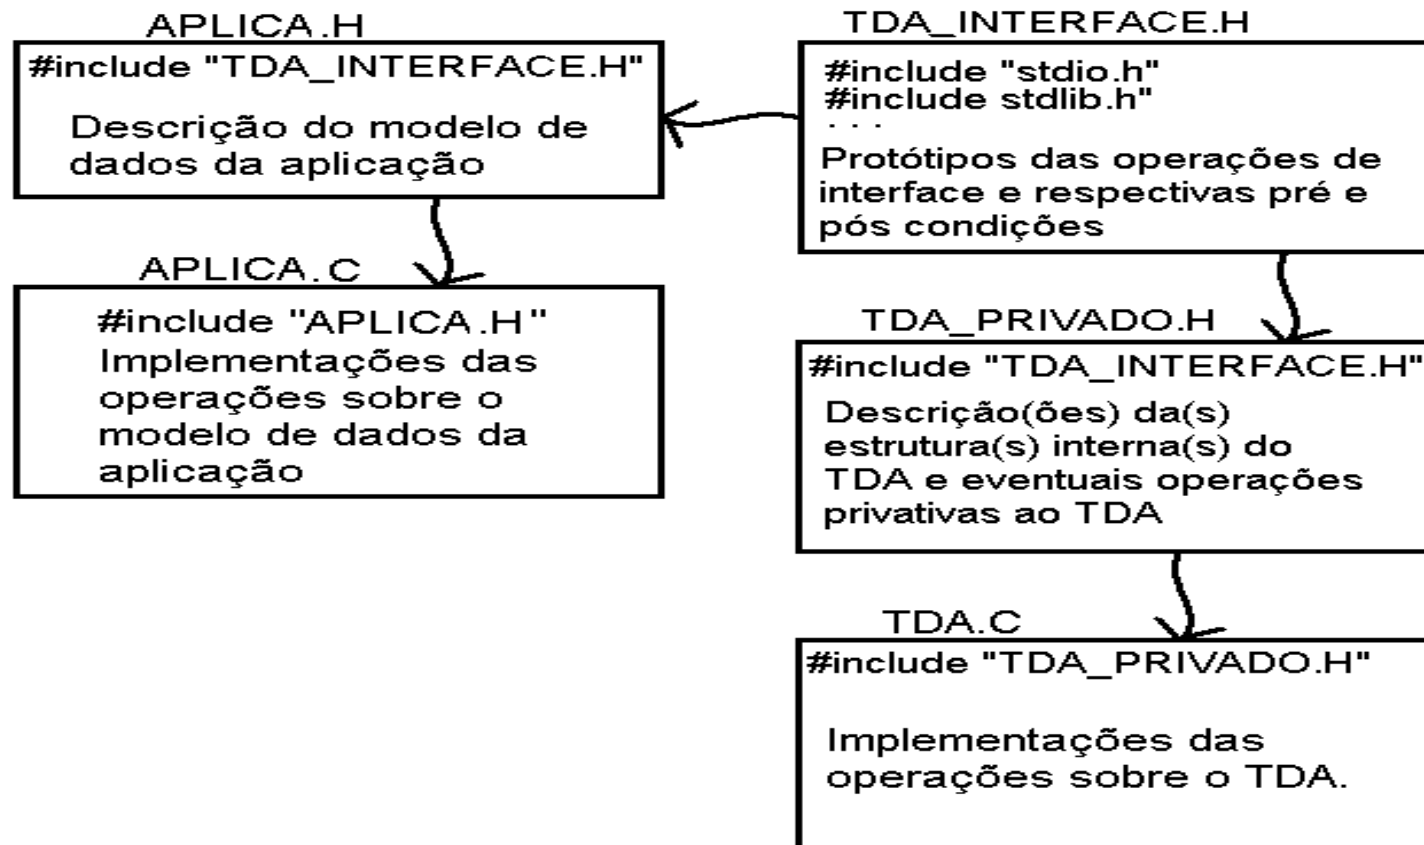 APLICA.H
#include "TDA_INTERFACE.H"
Descrição do modelo de
dados da aplicação
APLICA.C
#include "APLICA.H"
Implementações das
operações sobre o
modelo de dados da
aplicação
TDA_INTERFACE.H
#include "stdio.h"
#include stdlib.h"
. . .
Protótipos das operações de
interface e respectivas pré e
pós condições
TDA_PRIVADO.H
#include "TDA_INTERFACE.H"
Descrição(ões) da(s)
estrutura(s) interna(s) do
TDA e eventuais operações
privativas ao TDA
TDA.C
#include "TDA_PRIVADO.H"
Implementações das
operações sobre o TDA.